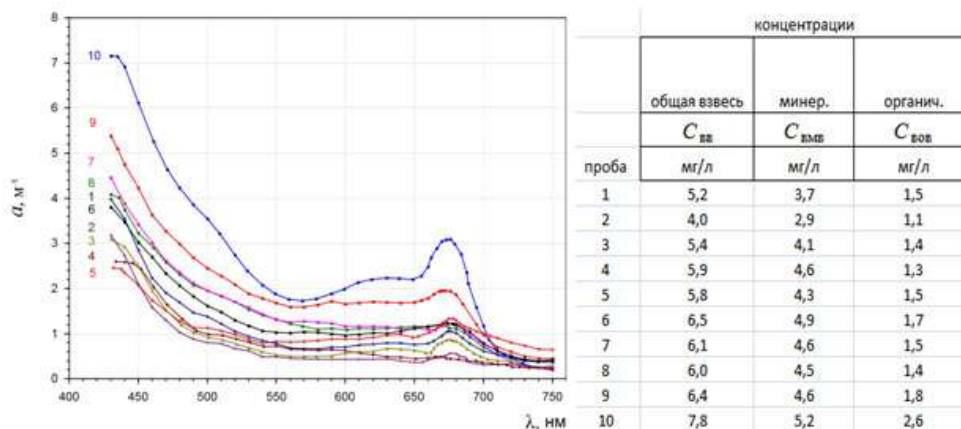 8
7
6
5
4
3
2
1
0
10
9
7
8
1
6
2
3
4
5
a, м⁻¹
400 450 500 550 600 650 700 750
λ, нм
концентрации
общая взвесь минер. органич.
C вв C вмв C вов
проба мг/л мг/л мг/л
1 5,2 3,7 1,5
2 4,0 2,9 1,1
3 5,4 4,1 1,4
4 5,9 4,6 1,3
5 5,8 4,3 1,5
6 6,5 4,9 1,7
7 6,1 4,6 1,5
8 6,0 4,5 1,4
9 6,4 4,6 1,8
10 7,8 5,2 2,6